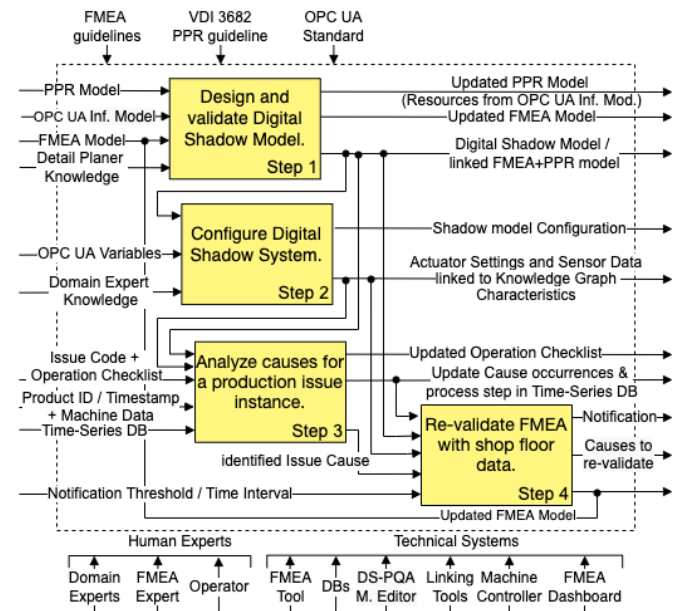 FMEA
guidelines
VDI 3682
PPR guideline
OPC UA
Standard
PPR Model
OPC UA Inf. Model
FMEA Model
Detail Planer
Knowledge
Design and
validate Digital
Shadow Model.
Step 1
Updated PPR Model
(Resources from OPC UA Inf. Mod.)
Updated FMEA Model
Digital Shadow Model /
linked FMEA+PPR model
OPC UA Variables
Domain Expert
Knowledge
Configure Digital
Shadow System.
Step 2
Shadow model Configuration
Actuator Settings and Sensor Data
linked to Knowledge Graph
Characteristics
Issue Code +
Operation Checklist
Product ID / Timestamp
+ Machine Data
Time-Series DB
Analyze causes for
a production issue
instance.
Step 3
Updated Operation Checklist
Update Cause occurrences &
process step in Time-Series DB
identified Issue Cause
Notification Threshold / Time Interval
Re-validate FMEA
with shop floor
data.
Step 4
Notification
Causes to
re-validate
Updated FMEA Model
Human Experts
Technical Systems
Domain
Experts
FMEA
Expert
Operator
FMEA
Tool
DBs
DS-PQA
M. Editor
Linking
Tools
Machine
Controller
FMEA
Dashboard